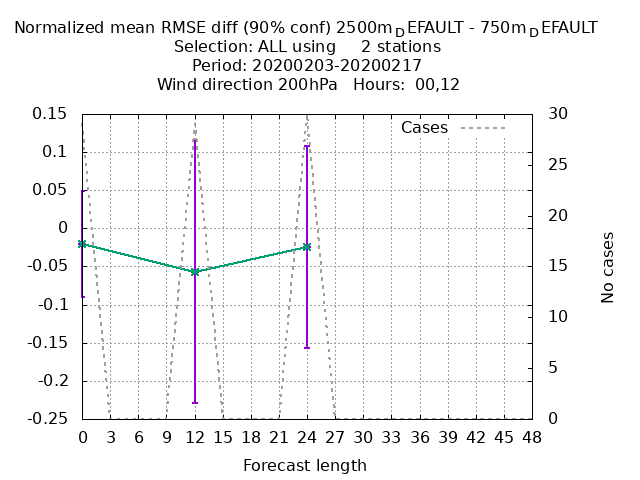 Normalized mean RMSE diff (90% conf) 2500mDEFAULT - 750mDEFAULT
Selection: ALL using 2 stations
Period: 20200203-20200217
Wind direction 200hPa Hours: 00,12
0.15
0.1
0.05
0
-0.05
-0.1
-0.15
-0.2
-0.25
Cases
30
25
20
15
10
5
0
No cases
0 3 6 9 12 15 18 21 24 27 30 33 36 39 42 45 48
Forecast length